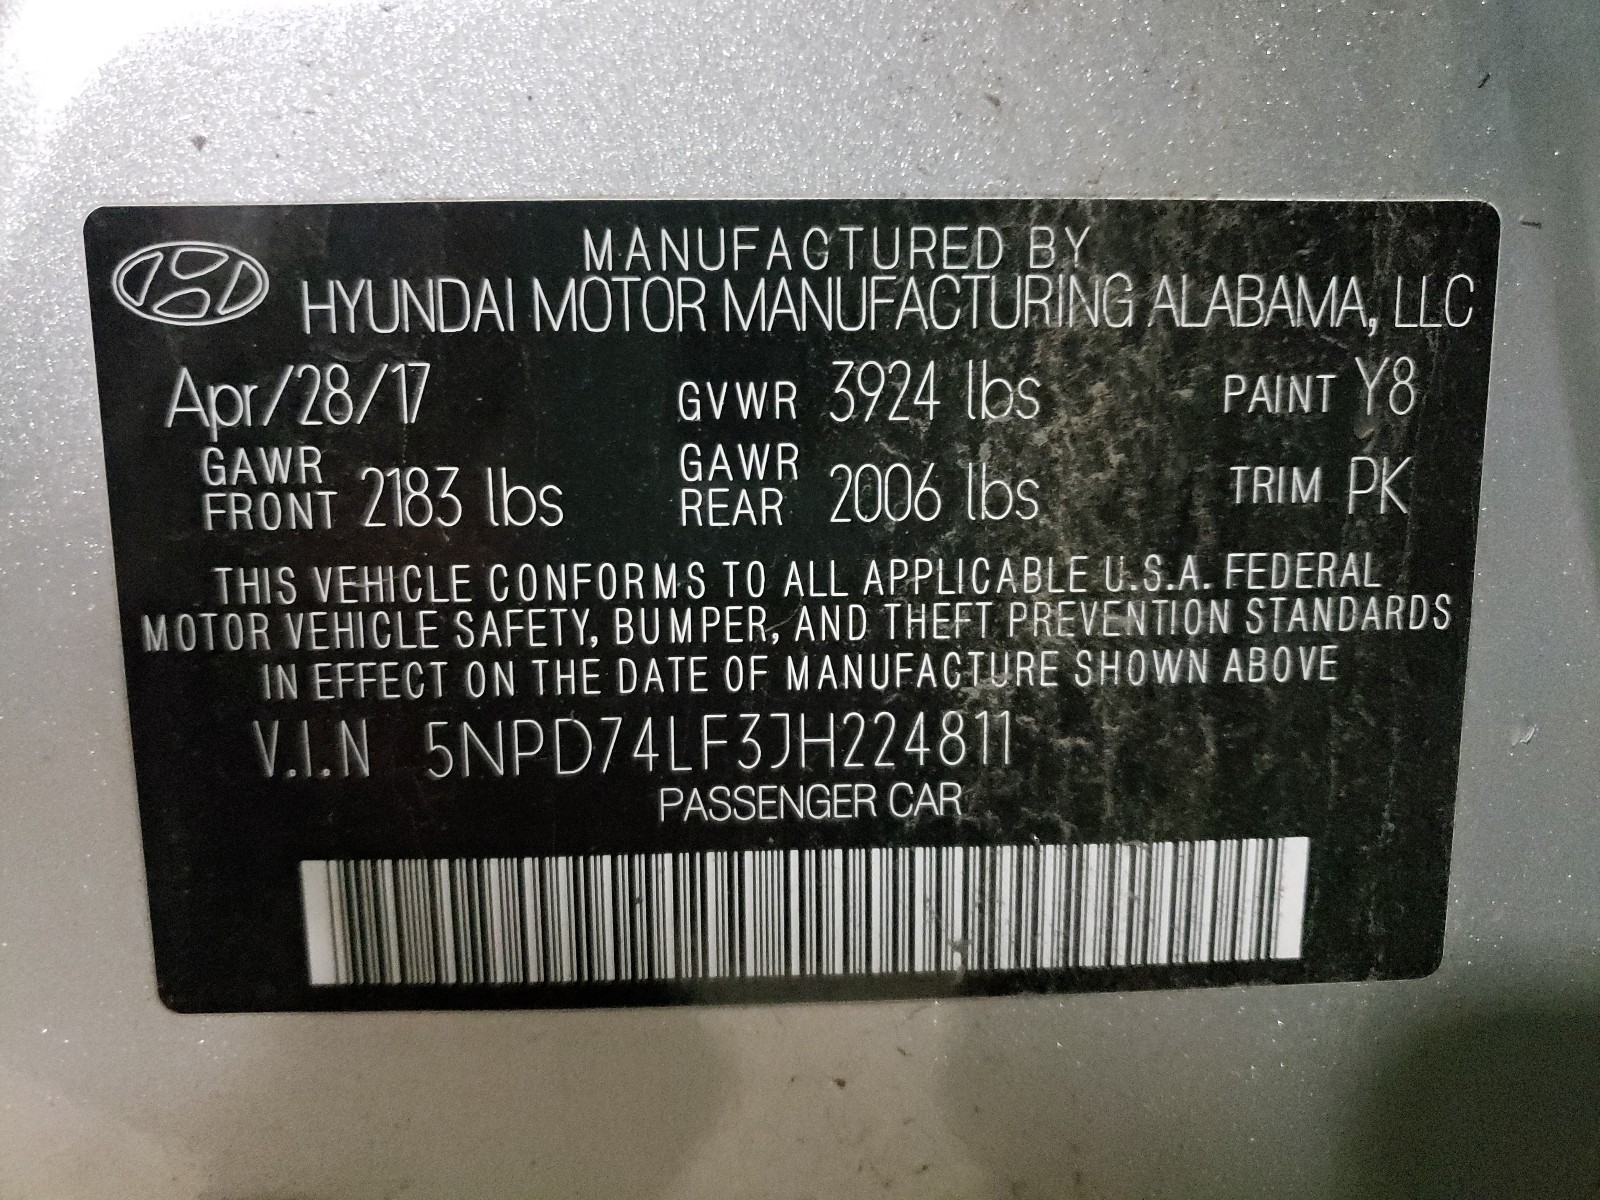 MANUFACTURED BY
HYUNDAI MOTOR MANUFACTURING ALABAMA, LLC
Apr/28/17 GVWR 3924 lbs PAINT Y8
GAWR FRONT 2183 lbs GAWR REAR 2006 lbs TRIM PK
THIS VEHICLE CONFORMS TO ALL APPLICABLE U.S.A. FEDERAL
MOTOR VEHICLE SAFETY, BUMPER, AND THEFT PREVENTION STANDARDS
IN EFFECT ON THE DATE OF MANUFACTURE SHOWN ABOVE
V.I.N 5NPD74LF3JH224811
PASSENGER CAR